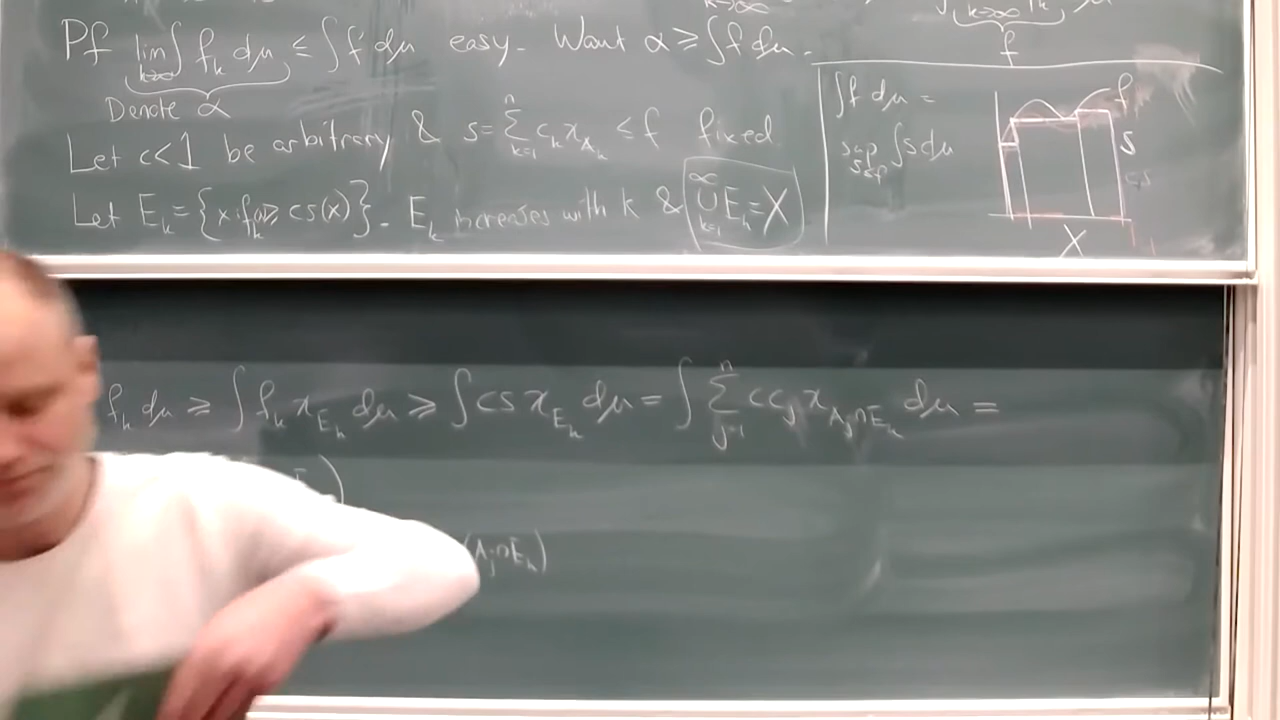 Pf lim k→∞ ∫ f_k dμ ≤ ∫ f dμ easy. Want α ≥ ∫ f dμ.
Denote α
Let c<1 be arbitrary & s = Σ_{k=1}^n c_k χ_{A_k} ≤ f fixed
Let E_k = {x: f_k(x) ≥ cs(x)}. E_k increases with k & ∪_{k=1}^∞ E_k = X
f
∫ f dμ =
sup ∫ s dμ
f
s
cs
X
f_k dμ ≥ ∫ f_k χ_{E_k} dμ ≥ ∫ cs χ_{E_k} dμ = ∫ Σ_{j=1}^n c c_j χ_{A_j∩E_k} dμ =
(A_j∩E_k)